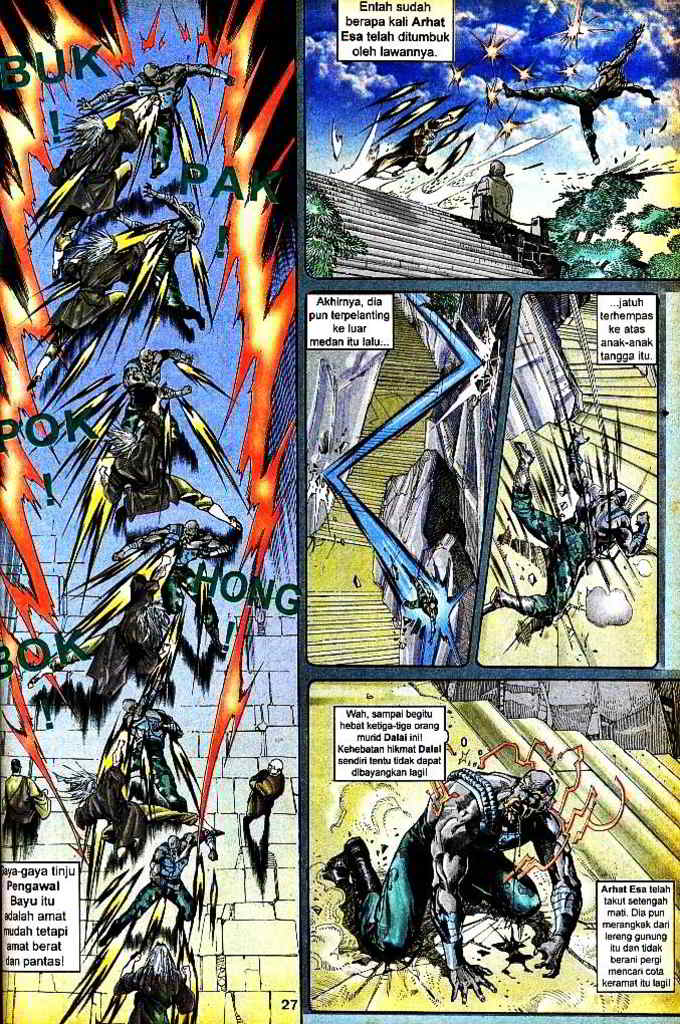 BUK
!
PAK
!
POK
!
HONG
!
BOK
!
gaya tinju
Pengawal
Bayu itu
adalah amat
mudah tetapi
amat berat
dan pantas!
27
Entah sudah
berapa kali Arhat
Esa telah ditumbuk
oleh lawannya.
Akhirnya, dia
pun terpelanting
ke luar
medan itu lalu...
...jatuh
terhempas
ke atas
anak-anak
tangga itu.
Wah, sampai begitu
hebat ketiga-tiga orang
murid Dalai ini!
Kehebatan hikmat Dalai
sendiri tentu tidak dapat
dibayangkan lagi!
Arhat Esa telah
takut setengah
mati. Dia pun
merangkak dari
lereng gunung
itu dan tidak
berani pergi
mencari cota
keramat itu lagi!